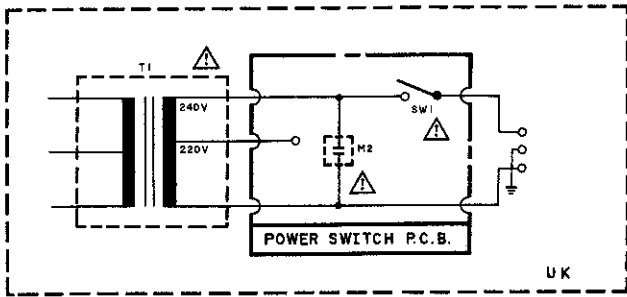 T1
240V
220V
SW1
M2
POWER SWITCH P.C.B.
UK